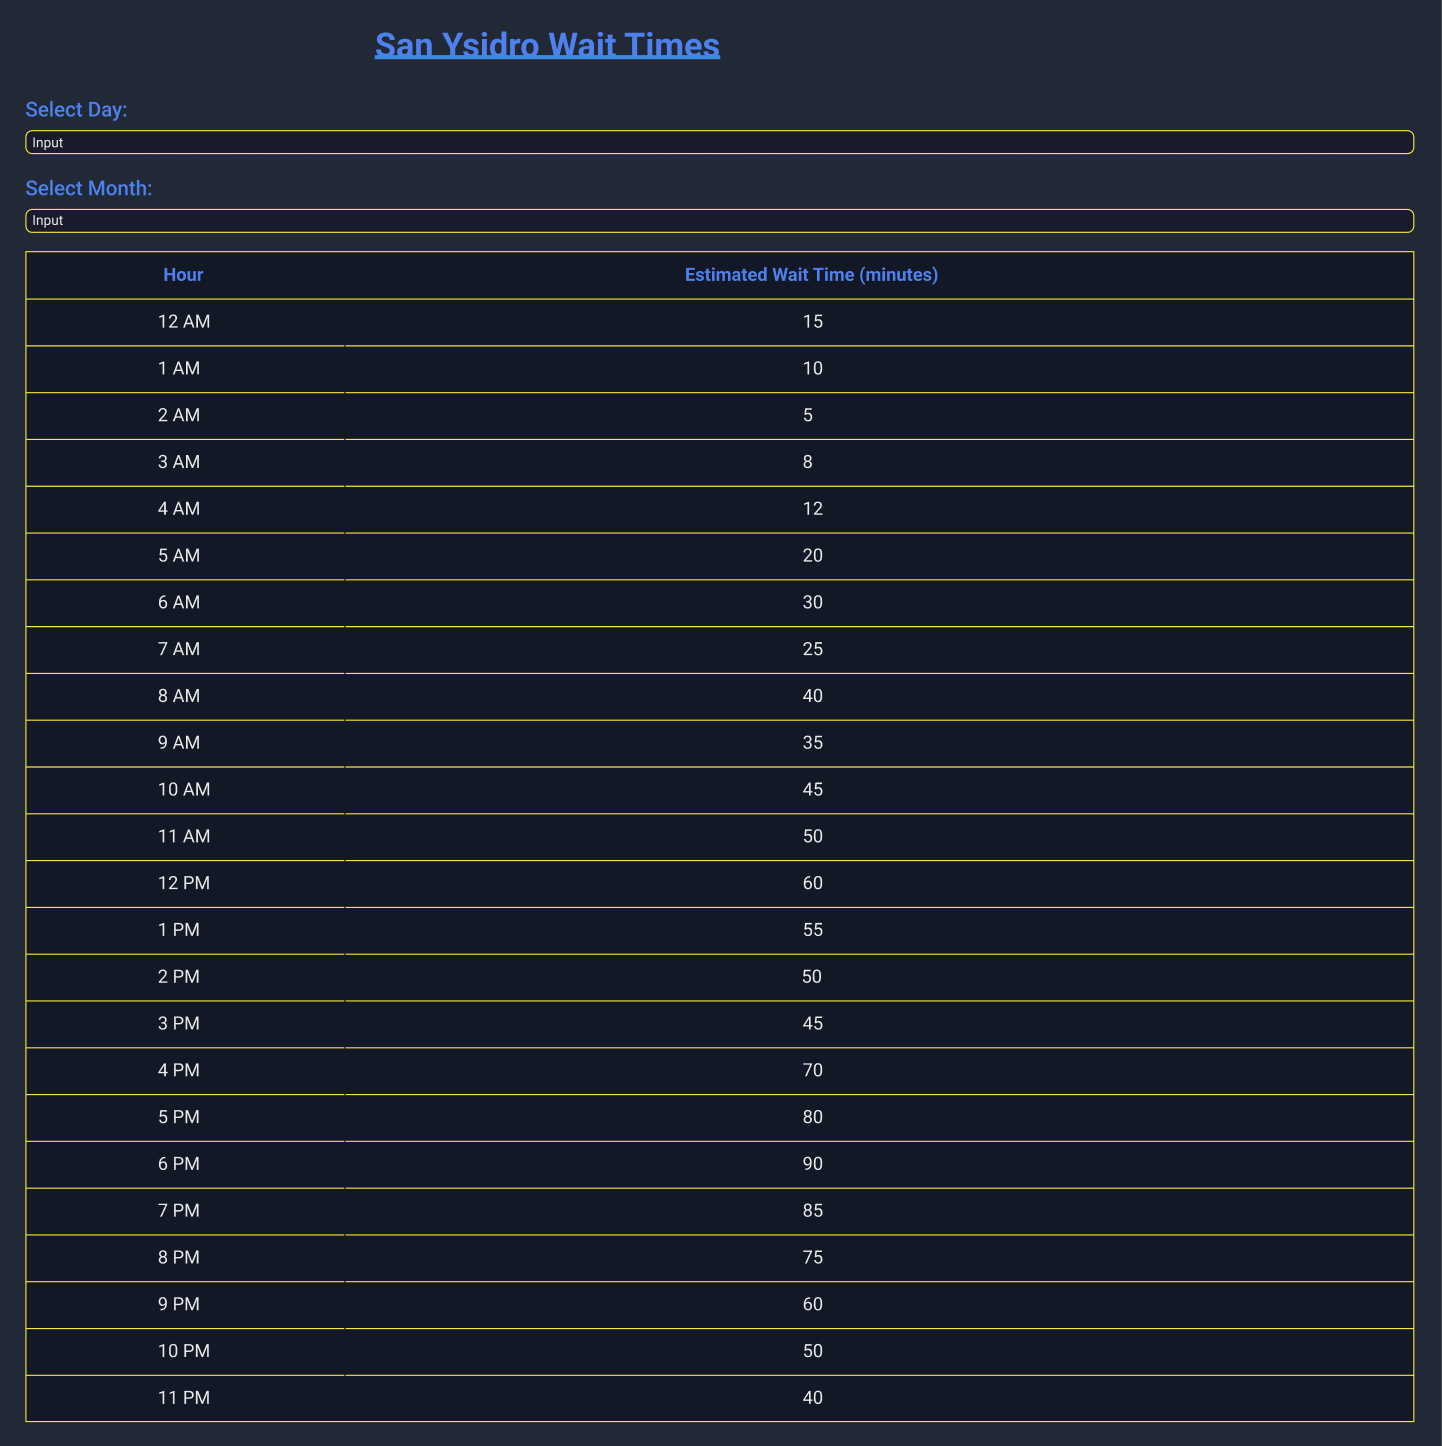 San Ysidro Wait Times
Select Day:
Input
Select Month:
Input
Hour Estimated Wait Time (minutes)
12 AM 15
1 AM 10
2 AM 5
3 AM 8
4 AM 12
5 AM 20
6 AM 30
7 AM 25
8 AM 40
9 AM 35
10 AM 45
11 AM 50
12 PM 60
1 PM 55
2 PM 50
3 PM 45
4 PM 70
5 PM 80
6 PM 90
7 PM 85
8 PM 75
9 PM 60
10 PM 50
11 PM 40